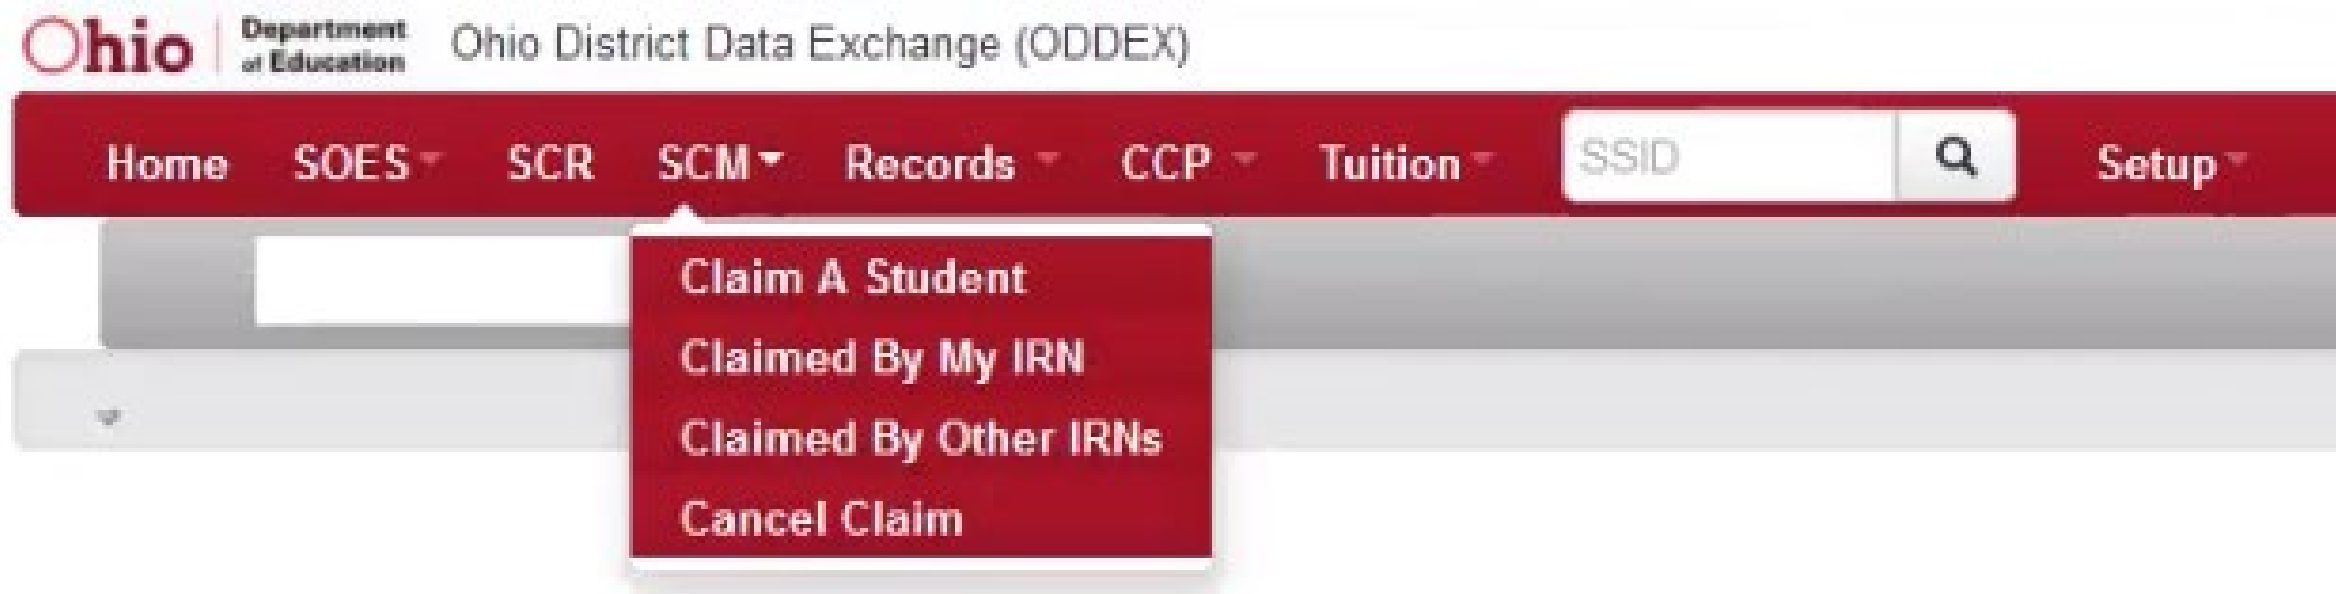 Ohio Department of Education Ohio District Data Exchange (ODDEX)
Home SOES SCR SCM Records CCP Tuition SSID Setup
Claim A Student
Claimed By My IRN
Claimed By Other IRNs
Cancel Claim